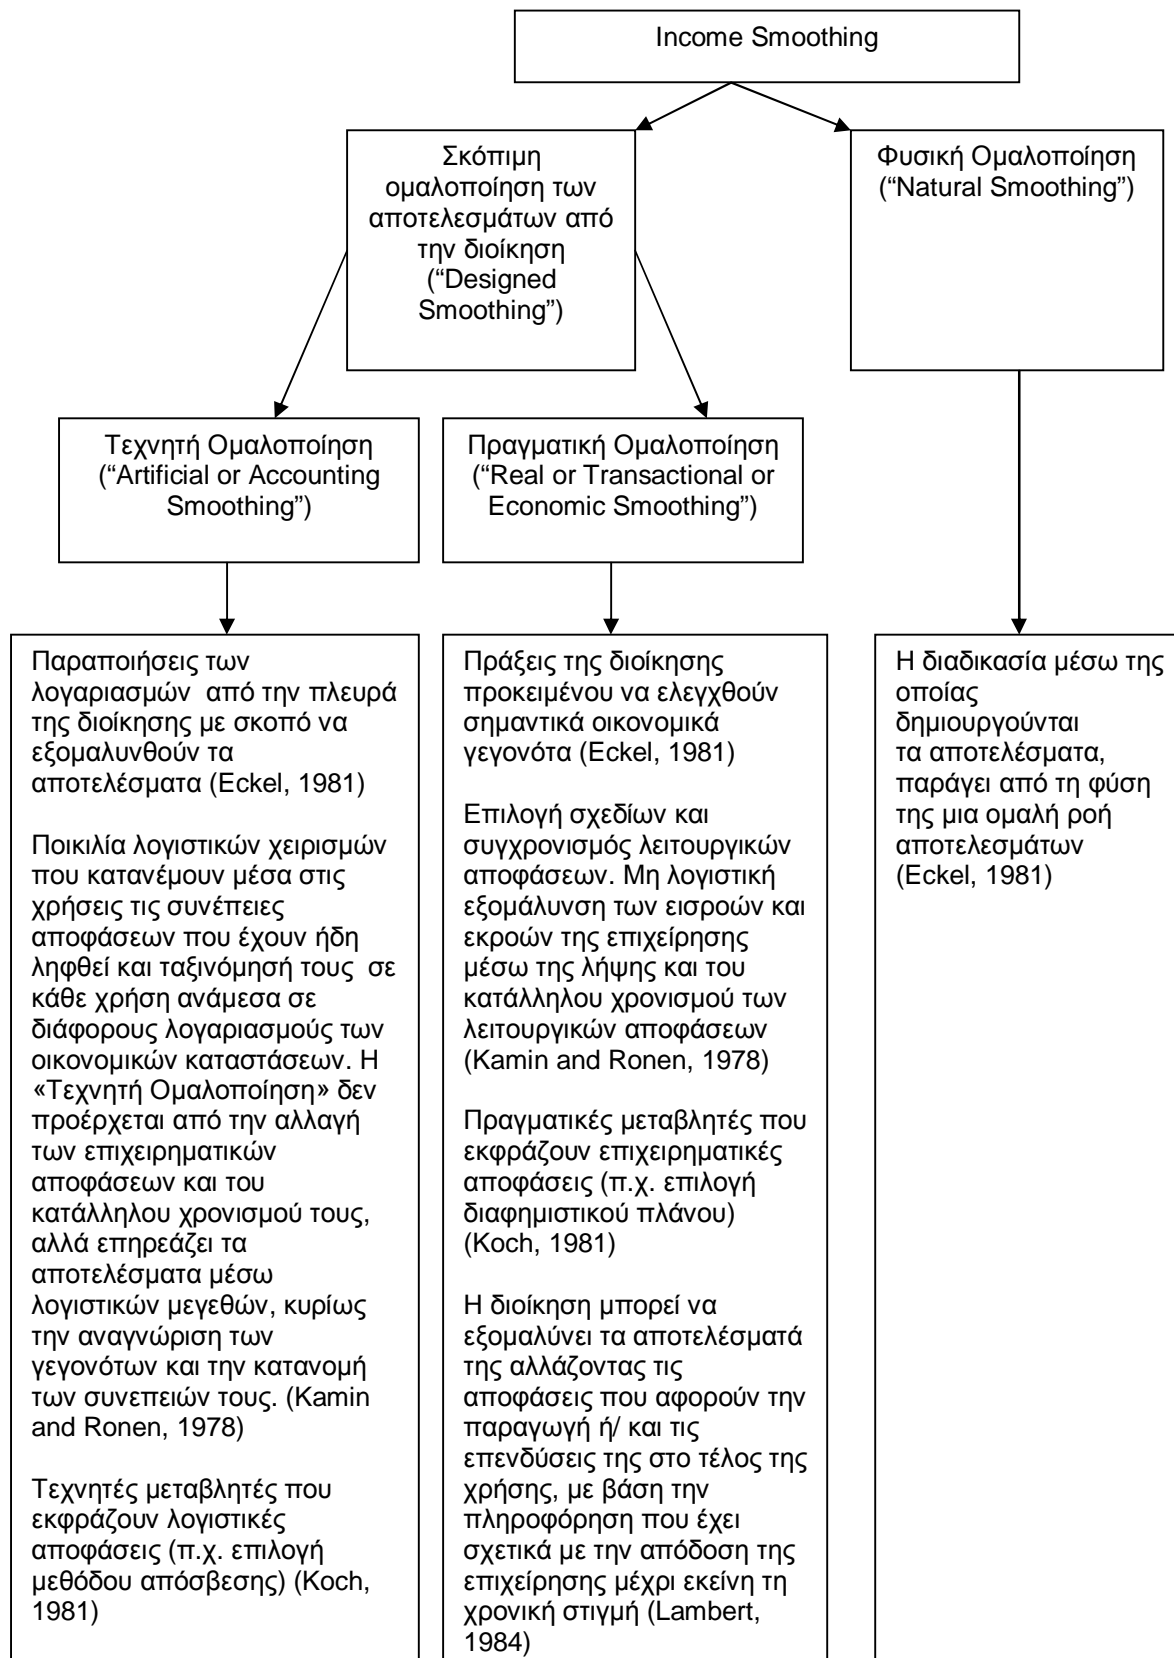 Income Smoothing
Σκόπιμη
ομαλοποίηση των
αποτελεσμάτων από
την διοίκηση
(“Designed
Smoothing”)
Φυσική Ομαλοποίηση
(“Natural Smoothing”)
Τεχνητή Ομαλοποίηση
(“Artificial or Accounting
Smoothing”)
Πραγματική Ομαλοποίηση
(“Real or Transactional or
Economic Smoothing”)
Παραποιήσεις των
λογαριασμών από την πλευρά
της διοίκησης με σκοπό να
εξομαλυνθούν τα
αποτελέσματα (Eckel, 1981)
Ποικιλία λογιστικών χειρισμών
που κατανέμουν μέσα στις
χρήσεις τις συνέπειες
αποφάσεων που έχουν ήδη
ληφθεί και ταξινόμησή τους σε
κάθε χρήση ανάμεσα σε
διάφορους λογαριασμούς των
οικονομικών καταστάσεων. Η
«Τεχνητή Ομαλοποίηση» δεν
προέρχεται από την αλλαγή
των επιχειρηματικών
αποφάσεων και του
κατάλληλου χρονισμού τους,
αλλά επηρεάζει τα
αποτελέσματα μέσω
λογιστικών μεγεθών, κυρίως
την αναγνώριση των
γεγονότων και την κατανομή
των συνεπειών τους. (Kamin
and Ronen, 1978)
Τεχνητές μεταβλητές που
εκφράζουν λογιστικές
αποφάσεις (π.χ. επιλογή
μεθόδου απόσβεσης) (Koch,
1981)
Πράξεις της διοίκησης
προκειμένου να ελεγχθούν
σημαντικά οικονομικά
γεγονότα (Eckel, 1981)
Επιλογή σχεδίων και
συγχρονισμός λειτουργικών
αποφάσεων. Μη λογιστική
εξομάλυνση των εισροών και
εκροών της επιχείρησης
μέσω της λήψης και του
κατάλληλου χρονισμού των
λειτουργικών αποφάσεων
(Kamin and Ronen, 1978)
Πραγματικές μεταβλητές που
εκφράζουν επιχειρηματικές
αποφάσεις (π.χ. επιλογή
διαφημιστικού πλάνου)
(Koch, 1981)
Η διοίκηση μπορεί να
εξομαλύνει τα αποτελέσματά
της αλλάζοντας τις
αποφάσεις που αφορούν την
παραγωγή ή/ και τις
επενδύσεις της στο τέλος της
χρήσης, με βάση την
πληροφόρηση που έχει
σχετικά με την απόδοση της
επιχείρησης μέχρι εκείνη τη
χρονική στιγμή (Lambert,
1984)
Η διαδικασία μέσω της
οποίας
δημιουργούνται
τα αποτελέσματα,
παράγει από τη φύση
της μια ομαλή ροή
αποτελεσμάτων
(Eckel, 1981)